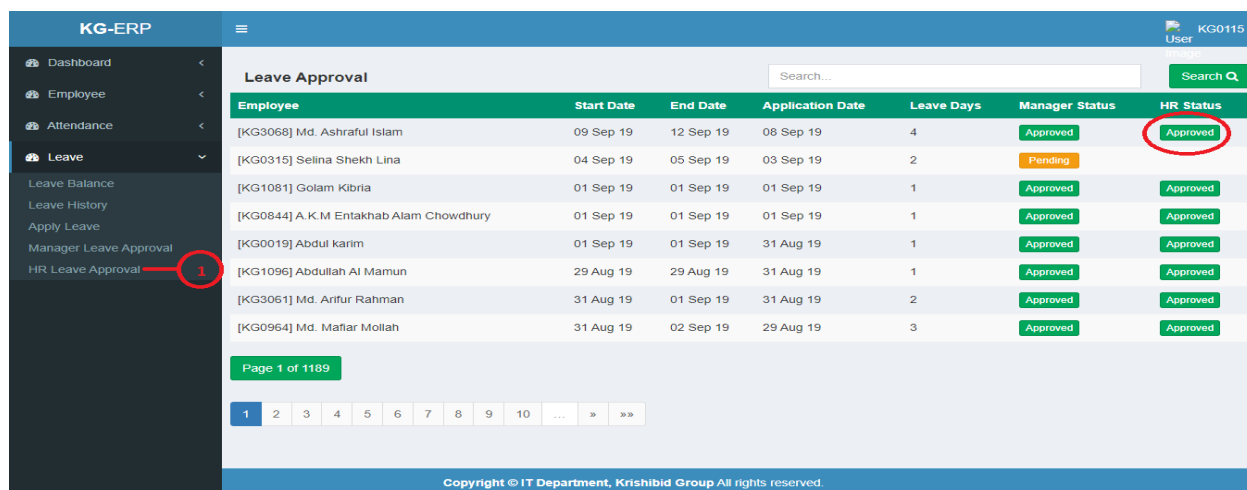 KG-ERP
≡
User Image
KG0115
Dashboard
Employee
Attendance
Leave
Leave Balance
Leave History
Apply Leave
Manager Leave Approval
HR Leave Approval 1
Leave Approval
Search...
Search
Employee Start Date End Date Application Date Leave Days Manager Status HR Status
[KG3068] Md. Ashraful Islam 09 Sep 19 12 Sep 19 08 Sep 19 4 Approved Approved
[KG0315] Selina Shekh Lina 04 Sep 19 05 Sep 19 03 Sep 19 2 Pending
[KG1081] Golam Kibria 01 Sep 19 01 Sep 19 01 Sep 19 1 Approved Approved
[KG0844] A.K.M Entakhab Alam Chowdhury 01 Sep 19 01 Sep 19 01 Sep 19 1 Approved Approved
[KG0019] Abdul karim 01 Sep 19 01 Sep 19 31 Aug 19 1 Approved Approved
[KG1096] Abdullah Al Mamun 29 Aug 19 29 Aug 19 31 Aug 19 1 Approved Approved
[KG3061] Md. Arifur Rahman 31 Aug 19 01 Sep 19 31 Aug 19 2 Approved Approved
[KG0964] Md. Mafiar Mollah 31 Aug 19 02 Sep 19 29 Aug 19 3 Approved Approved
Page 1 of 1189
1 2 3 4 5 6 7 8 9 10 ... » »»
Copyright © IT Department, Krishibid Group All rights reserved.